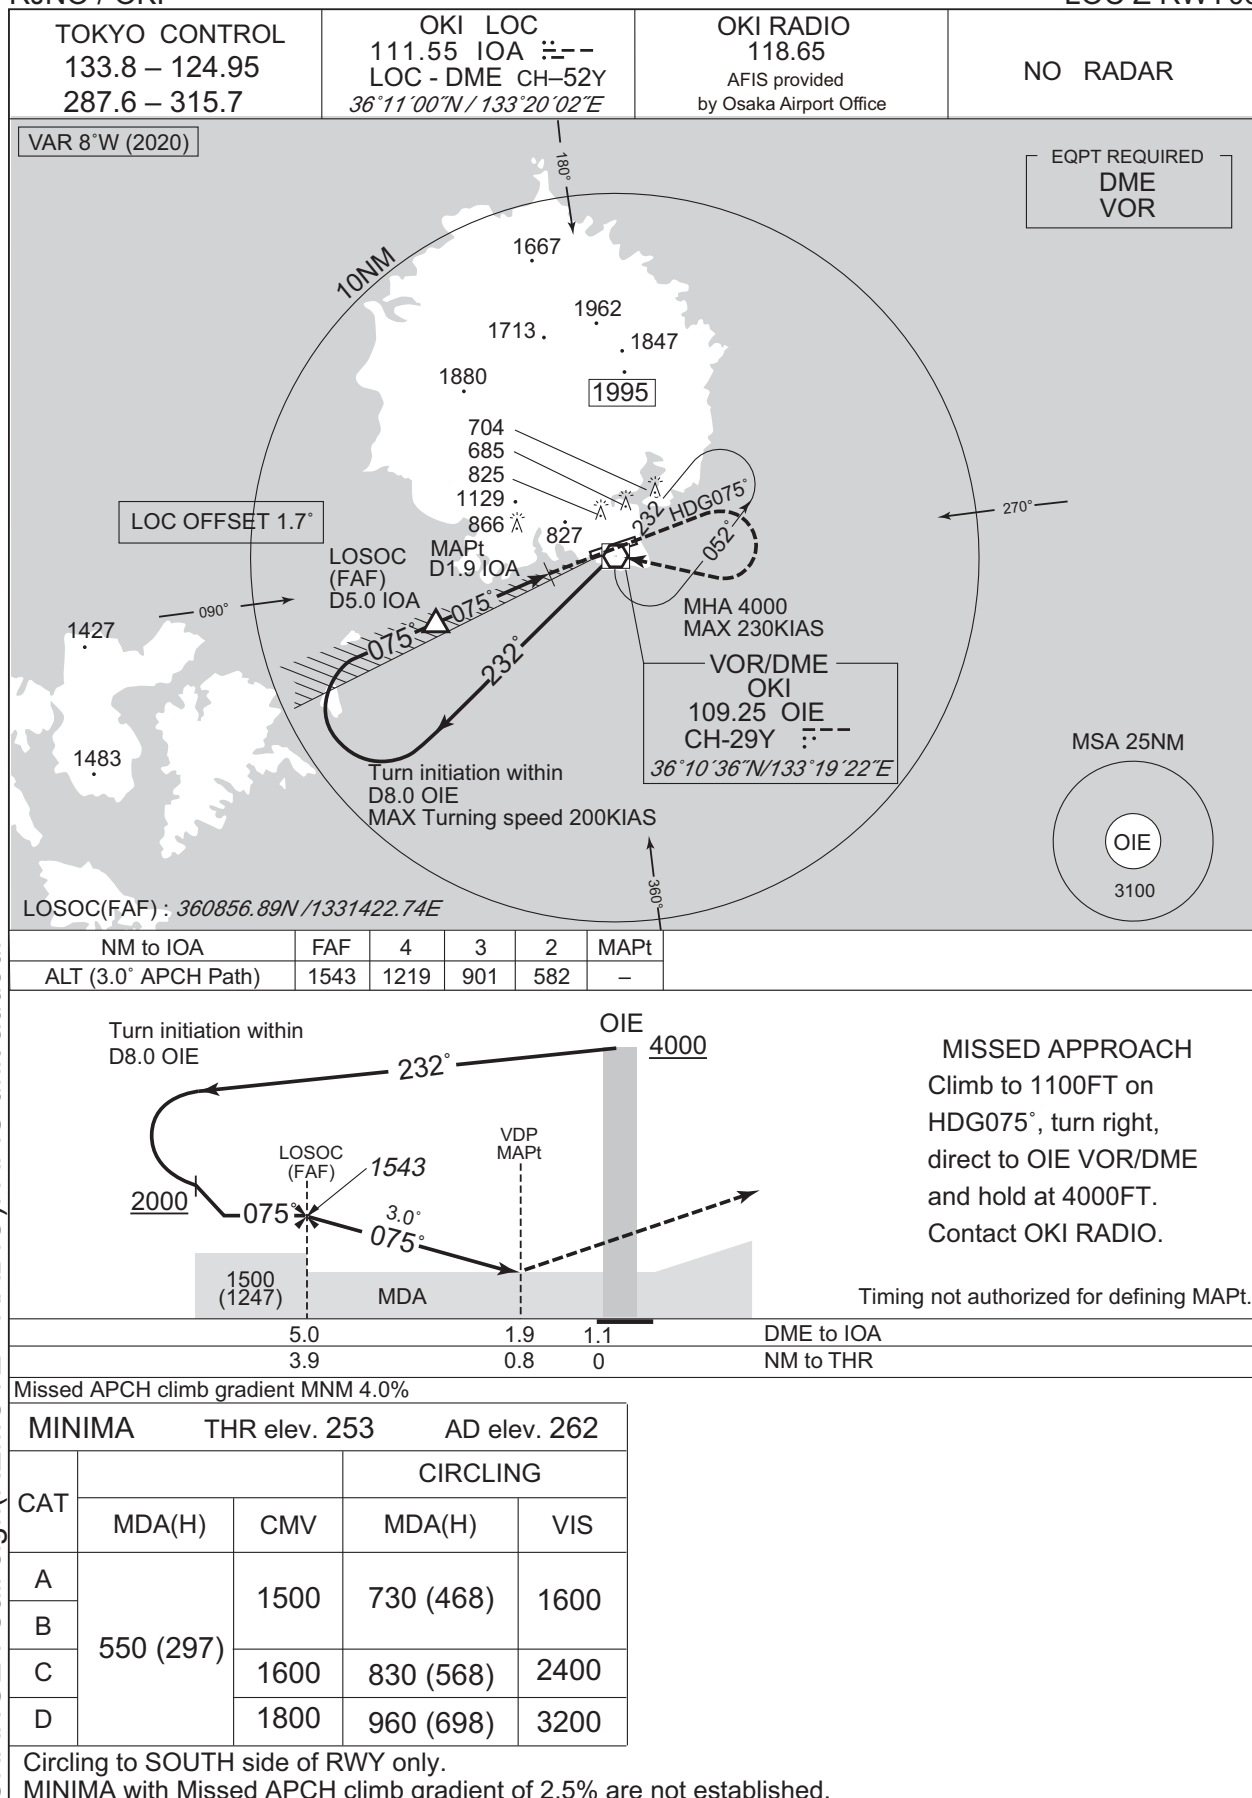 TOKYO CONTROL
133.8 – 124.95
287.6 – 315.7
OKI LOC
111.55 IOA
LOC - DME CH–52Y
36˚11´00˝N / 133˚20´02˝E
OKI RADIO
118.65
AFIS provided
by Osaka Airport Office
NO RADAR
VAR 8˚W (2020)
EQPT REQUIRED
DME
VOR
180˚
10NM
1667
1962
1713
1847
1880
1995
704
685
825
1129
866
827
232
HDG075˚
052˚
270˚
LOC OFFSET 1.7˚
LOSOC
(FAF)
D5.0 IOA
MAPt
D1.9 IOA
075˚
075˚
232˚
090˚
1427
1483
MHA 4000
MAX 230KIAS
VOR/DME
OKI
109.25 OIE
CH-29Y
36˚10´36˝N/133˚19´22˝E
Turn initiation within
D8.0 OIE
MAX Turning speed 200KIAS
360˚
MSA 25NM
OIE
3100
LOSOC(FAF) : 360856.89N /1331422.74E
NM to IOA FAF 4 3 2 MAPt
ALT (3.0˚ APCH Path) 1543 1219 901 582 –
Turn initiation within
D8.0 OIE
OIE
4000
232˚
VDP
MAPt
LOSOC
(FAF)
1543
2000
075˚
3.0˚
075˚
1500
(1247)
MDA
MISSED APPROACH
Climb to 1100FT on
HDG075˚, turn right,
direct to OIE VOR/DME
and hold at 4000FT.
Contact OKI RADIO.
Timing not authorized for defining MAPt.
5.0 1.9 1.1 DME to IOA
3.9 0.8 0 NM to THR
Missed APCH climb gradient MNM 4.0%
MINIMA THR elev. 253 AD elev. 262
CAT CIRCLING
MDA(H) CMV MDA(H) VIS
A 550 (297) 1500 730 (468) 1600
B
C 1600 830 (568) 2400
D 1800 960 (698) 3200
Circling to SOUTH side of RWY only.
MINIMA with Missed APCH climb gradient of 2.5% are not established.